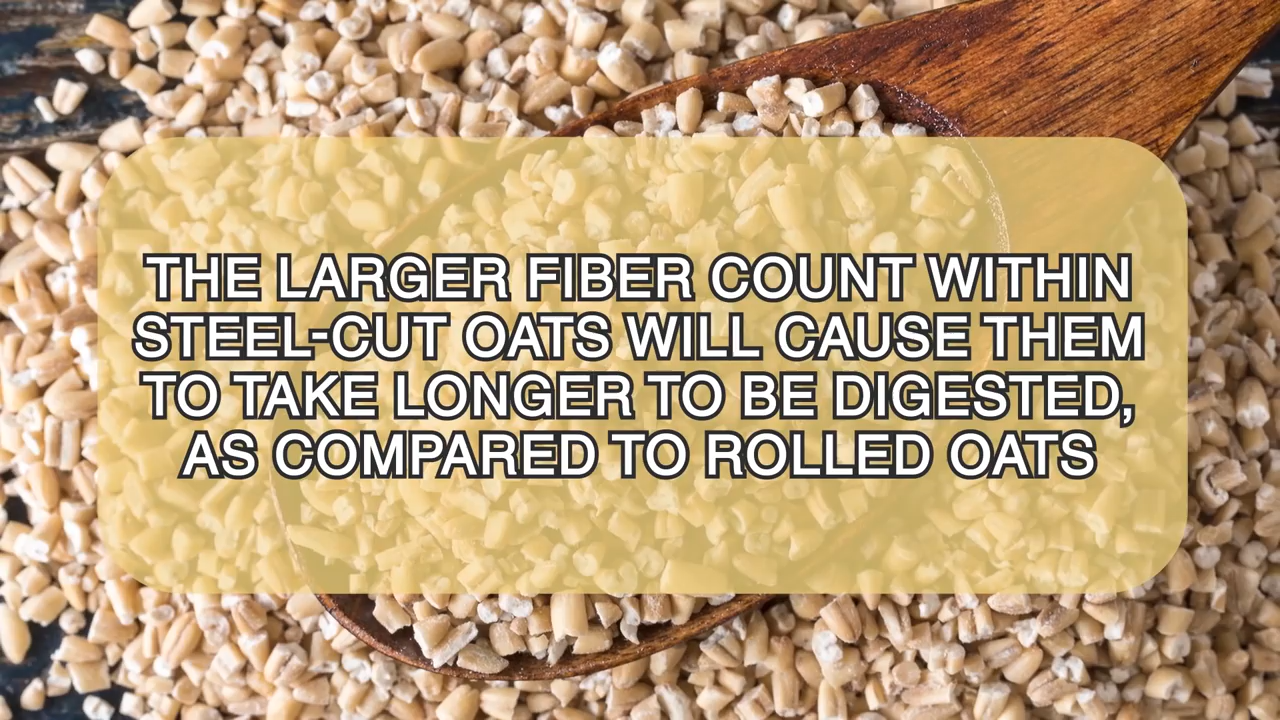 THE LARGER FIBER COUNT WITHIN
STEEL-CUT OATS WILL CAUSE THEM
TO TAKE LONGER TO BE DIGESTED,
AS COMPARED TO ROLLED OATS